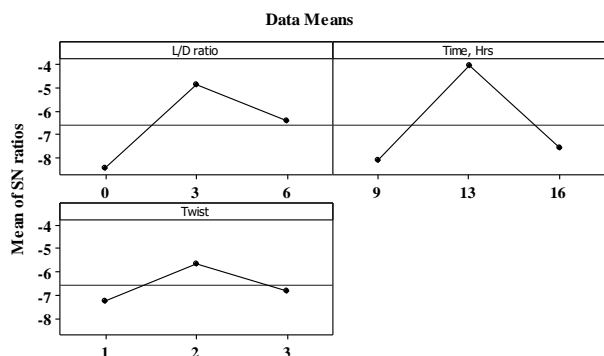 Data Means
L/D ratio
Time, Hrs
-4
-5
-6
-7
-8
0 3 6
9 13 16
Twist
-4
-5
-6
-7
-8
1 2 3
Mean of SN ratios